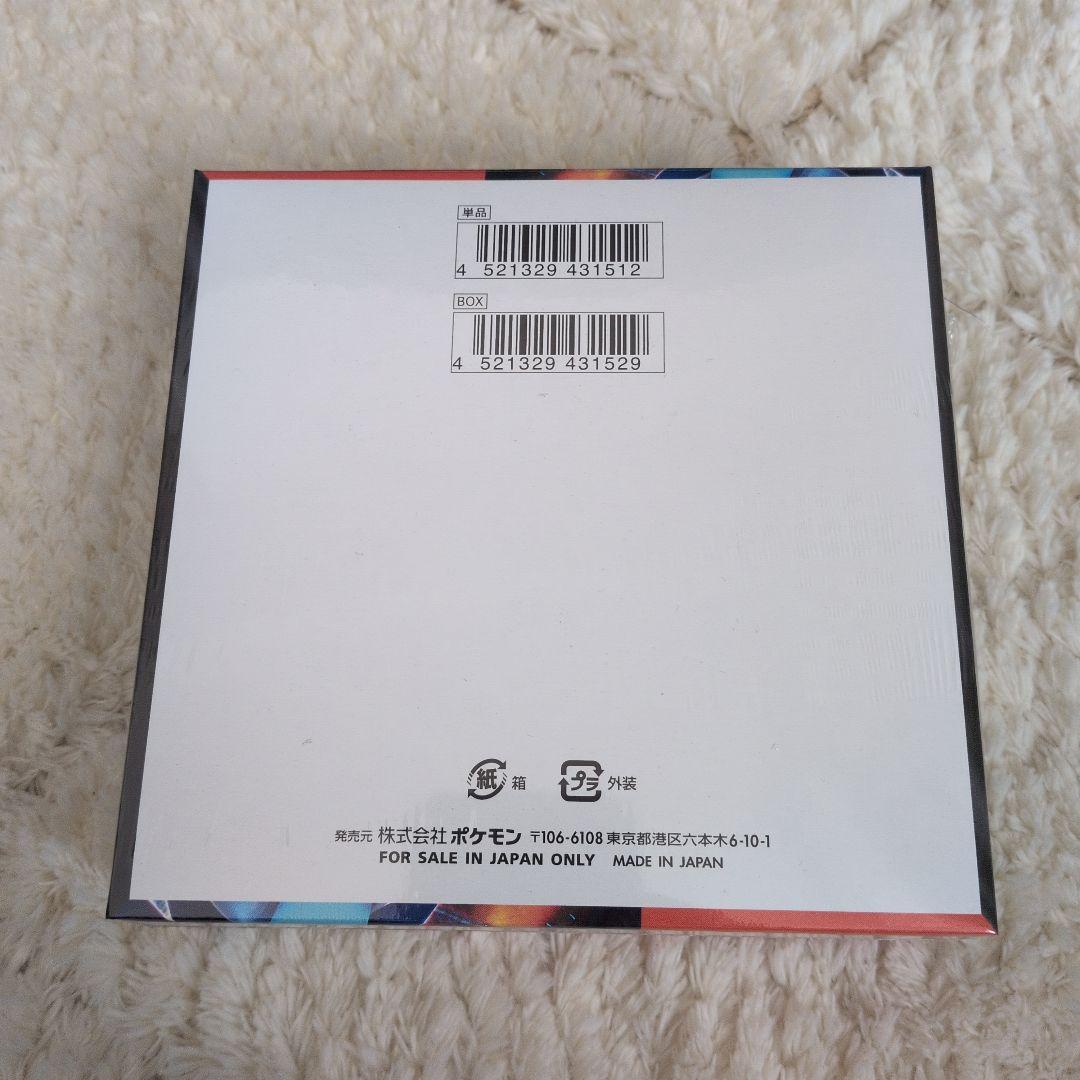 単品
4 521329 431512
BOX
4 521329 431529
紙 箱 プラ 外装
発売元 株式会社 ポケモン 〒106-6108 東京都港区六本木6-10-1
FOR SALE IN JAPAN ONLY MADE IN JAPAN